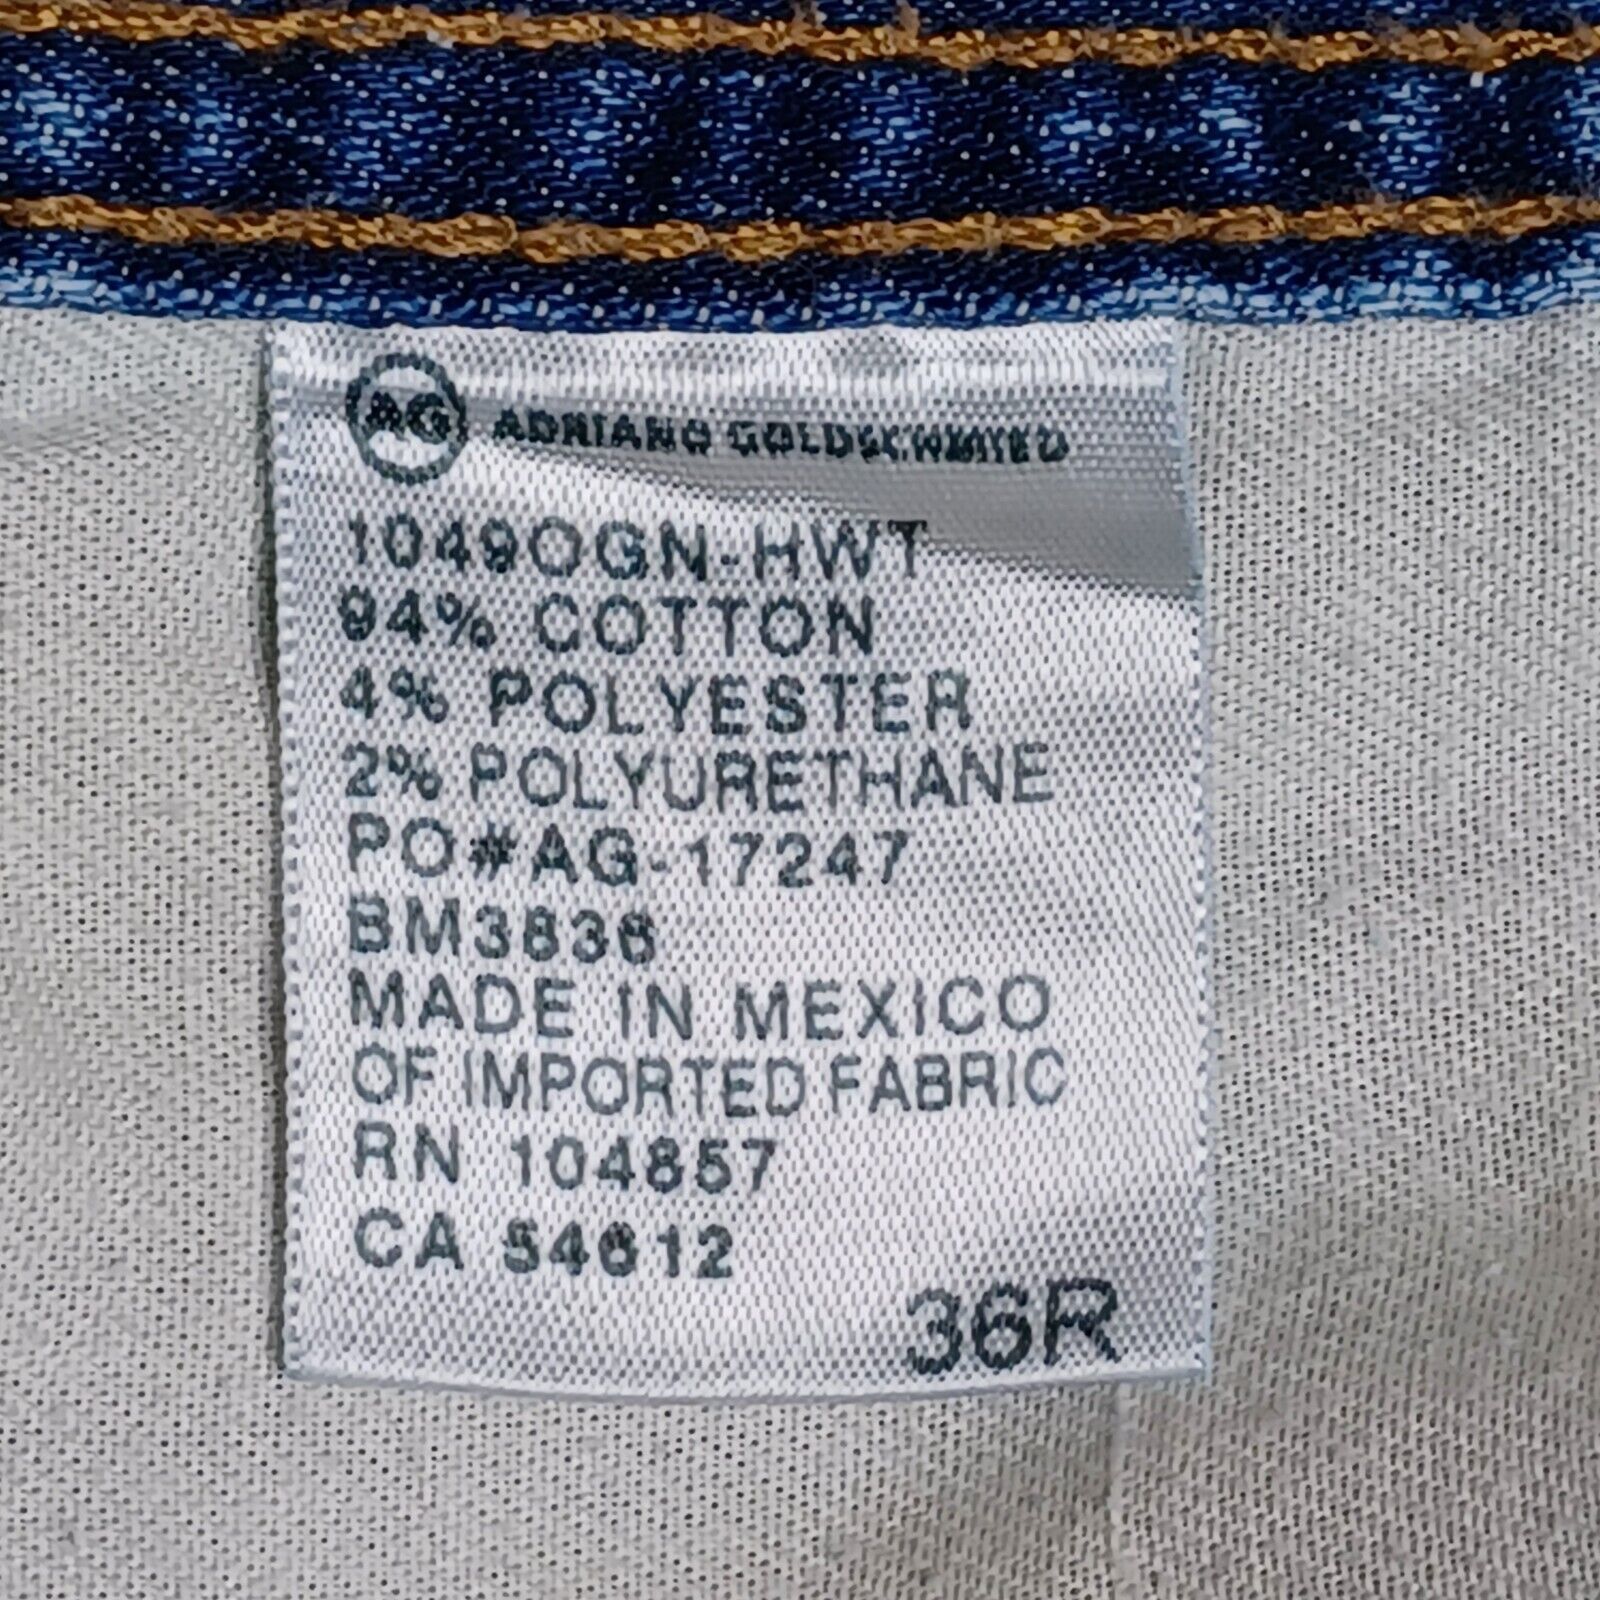 AG ADRIANO GOLDSCHMIED
1049OGN-HWT
94% COTTON
4% POLYESTER
2% POLYURETHANE
PO#AG-17247
BM3836
MADE IN MEXICO
OF IMPORTED FABRIC
RN 104857
CA 54612
36R